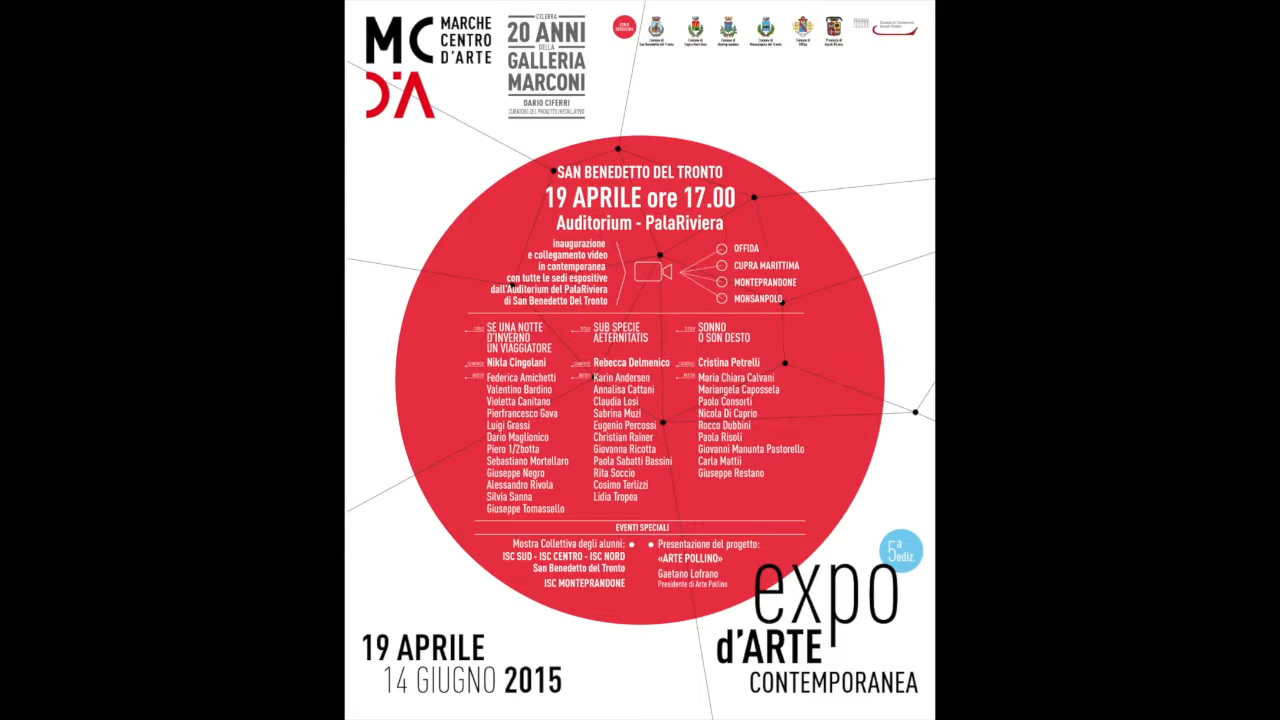 MC
D'A
MARCHE
CENTRO
D'ARTE
CELEBRA
20 ANNI
DELLA
GALLERIA
MARCONI
DARIO CIFERRI
CURATORE DEL PROGETTO INSTALLATIVO
SAN BENEDETTO DEL TRONTO
19 APRILE ore 17.00
Auditorium - PalaRiviera
inaugurazione
e collegamento video
in contemporanea
con tutte le sedi espositive
dall'Auditorium del PalaRiviera
di San Benedetto Del Tronto
OFFIDA
CUPRA MARITTIMA
MONTEPRANDONE
MONSANPOLO
SE UNA NOTTE
D'INVERNO
UN VIAGGIATORE
Nikla Cingolani
Federica Amichetti
Valentino Bardino
Violetta Canitano
Pierfrancesco Gava
Luigi Grassi
Dario Maglionico
Piero 1/2botta
Sebastiano Mortellaro
Giuseppe Negro
Alessandro Rivola
Silvia Sanna
Giuseppe Tomassello
SUB SPECIE
AETERNITATIS
Rebecca Delmenico
Karin Andersen
Annalisa Cattani
Claudia Losi
Sabrina Muzi
Eugenio Percossi
Christian Rainer
Giovanna Ricotta
Paola Sabatti Bassini
Rita Soccio
Cosimo Terlizzi
Lidia Tropea
SONNO
O SON DESTO
Cristina Petrelli
Maria Chiara Calvani
Mariangela Capossela
Paolo Consorti
Nicola Di Caprio
Rocco Dubbini
Paola Risoli
Giovanni Manunta Pastorello
Carla Mattii
Giuseppe Restano
EVENTI SPECIALI
Mostra Collettiva degli alunni:
ISC SUD - ISC CENTRO - ISC NORD
San Benedetto del Tronto
ISC MONTEPRANDONE
Presentazione del progetto:
«ARTE POLLINO»
Gaetano Lofrano
Presidente di Arte Pollino
5ª
ediz.
expo
d'ARTE
CONTEMPORANEA
19 APRILE
14 GIUGNO 2015